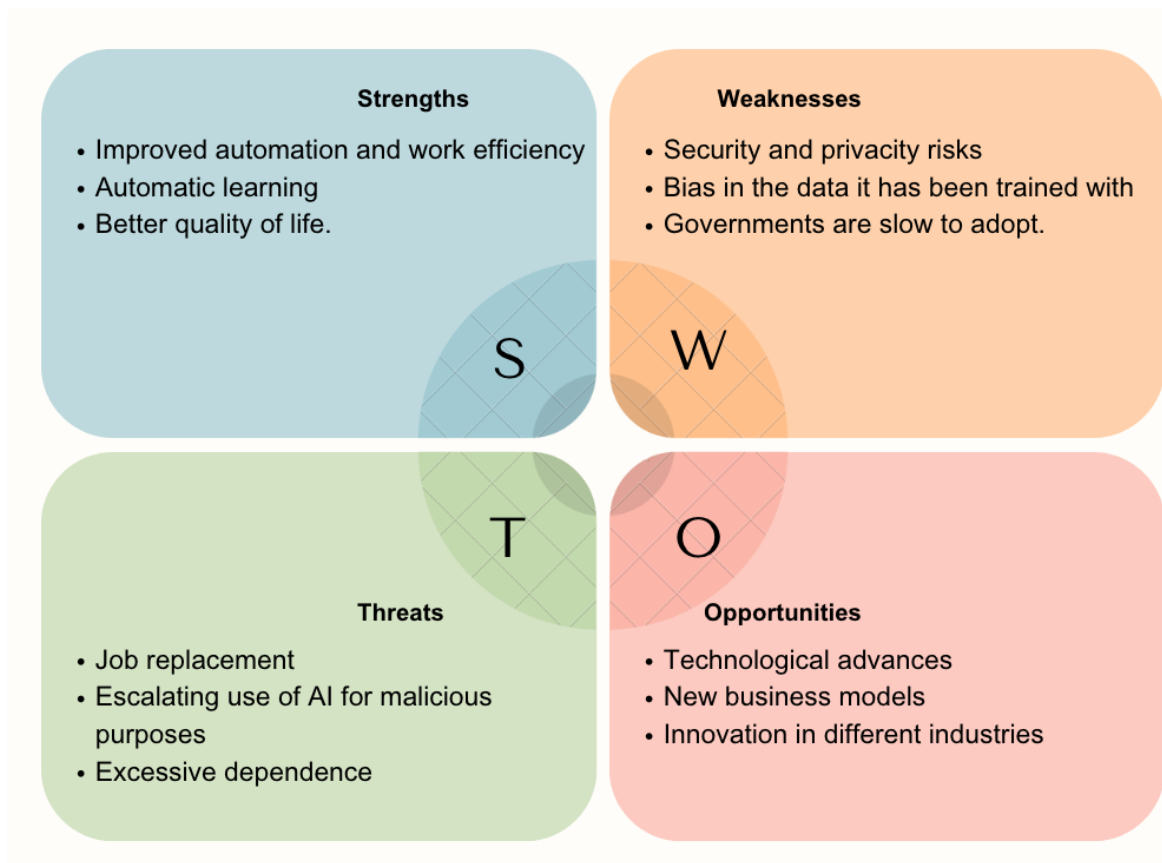 Strengths
• Improved automation and work efficiency
• Automatic learning
• Better quality of life.
S
Weaknesses
• Security and privacity risks
• Bias in the data it has been trained with
• Governments are slow to adopt.
W
T
Threats
• Job replacement
• Escalating use of AI for malicious
purposes
• Excessive dependence
O
Opportunities
• Technological advances
• New business models
• Innovation in different industries